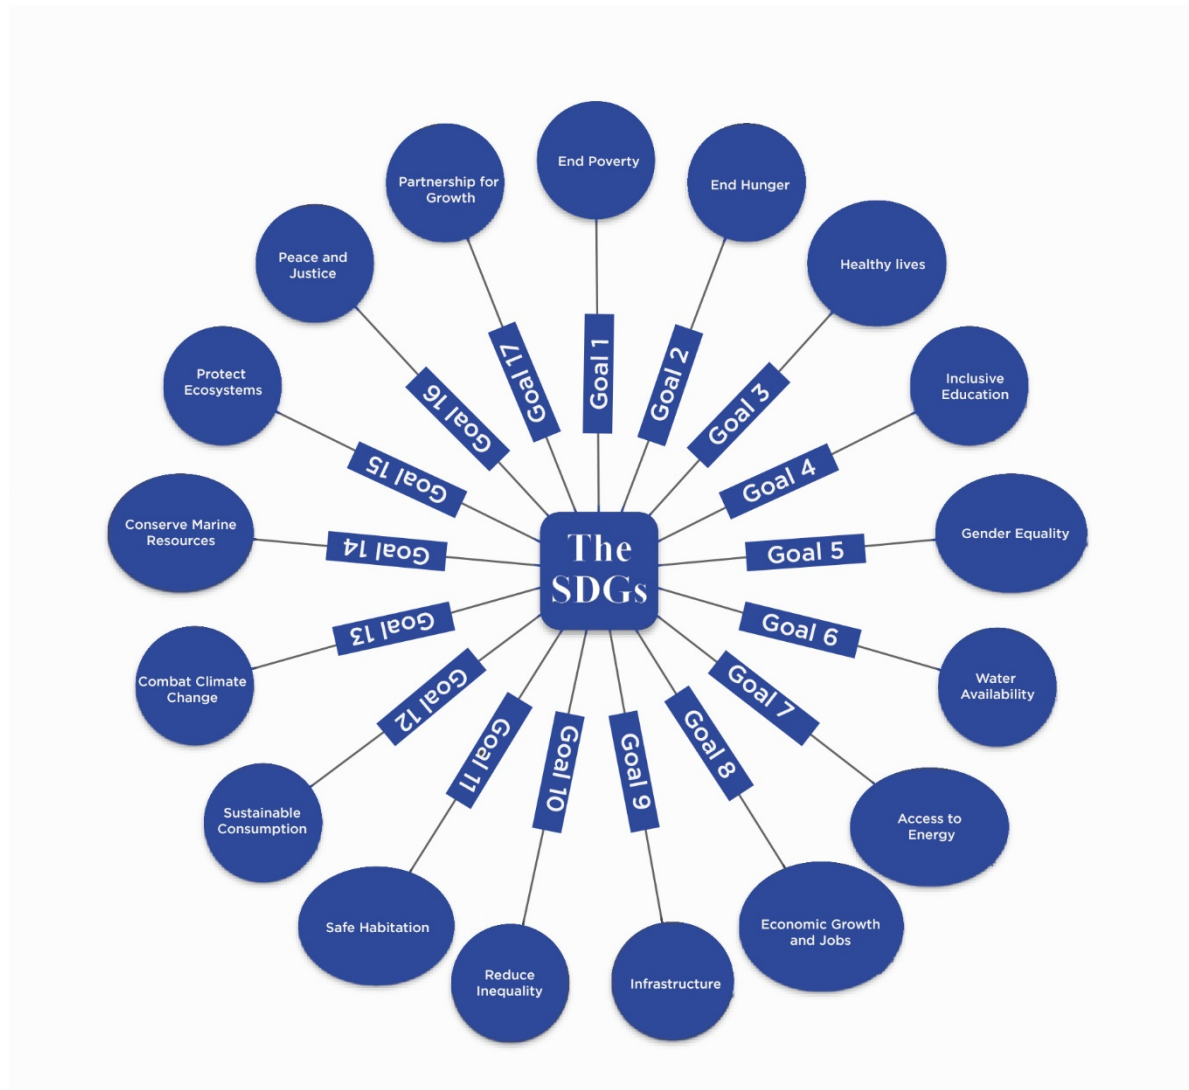 The
SDGs
Goal 1
End Poverty
Goal 2
End Hunger
Goal 3
Healthy lives
Goal 4
Inclusive
Education
Goal 5
Gender Equality
Goal 6
Water
Availability
Goal 7
Access to
Energy
Goal 8
Economic Growth
and Jobs
Goal 9
Infrastructure
Goal 10
Reduce
Inequality
Goal 11
Safe Habitation
Goal 12
Sustainable
Consumption
Goal 13
Combat Climate
Change
Goal 14
Conserve Marine
Resources
Goal 15
Protect
Ecosystems
Goal 16
Peace and
Justice
Goal 17
Partnership for
Growth